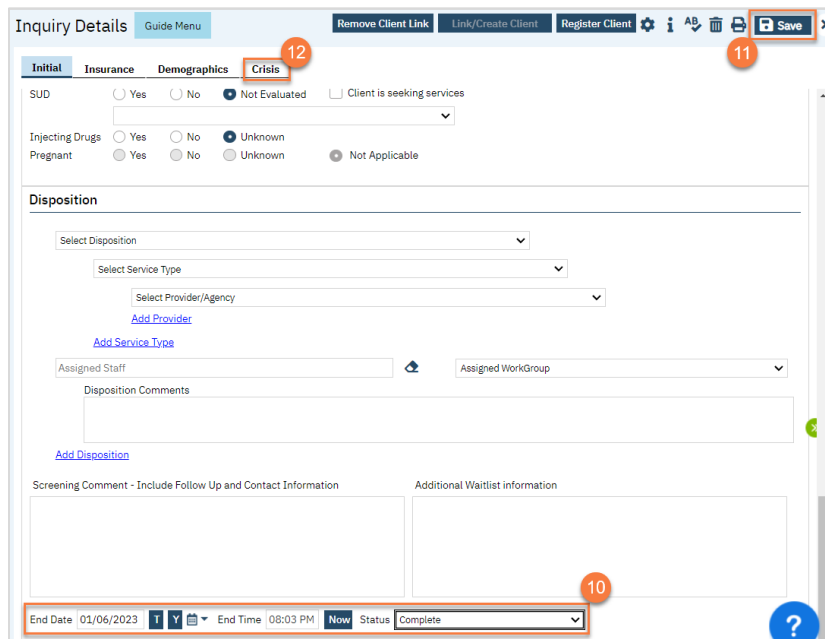 Inquiry Details Guide Menu Remove Client Link Link/Create Client Register Client i AB Save
12
11
Initial Insurance Demographics Crisis
SUD Yes No Not Evaluated Client is seeking services
Injecting Drugs Yes No Unknown
Pregnant Yes No Unknown Not Applicable
Disposition
Select Disposition
Select Service Type
Select Provider/Agency
Add Provider
Add Service Type
Assigned Staff Assigned WorkGroup
Disposition Comments
Add Disposition
Screening Comment - Include Follow Up and Contact Information Additional Waitlist information
10
End Date 01/06/2023 T Y End Time 08:03 PM Now Status Complete
?